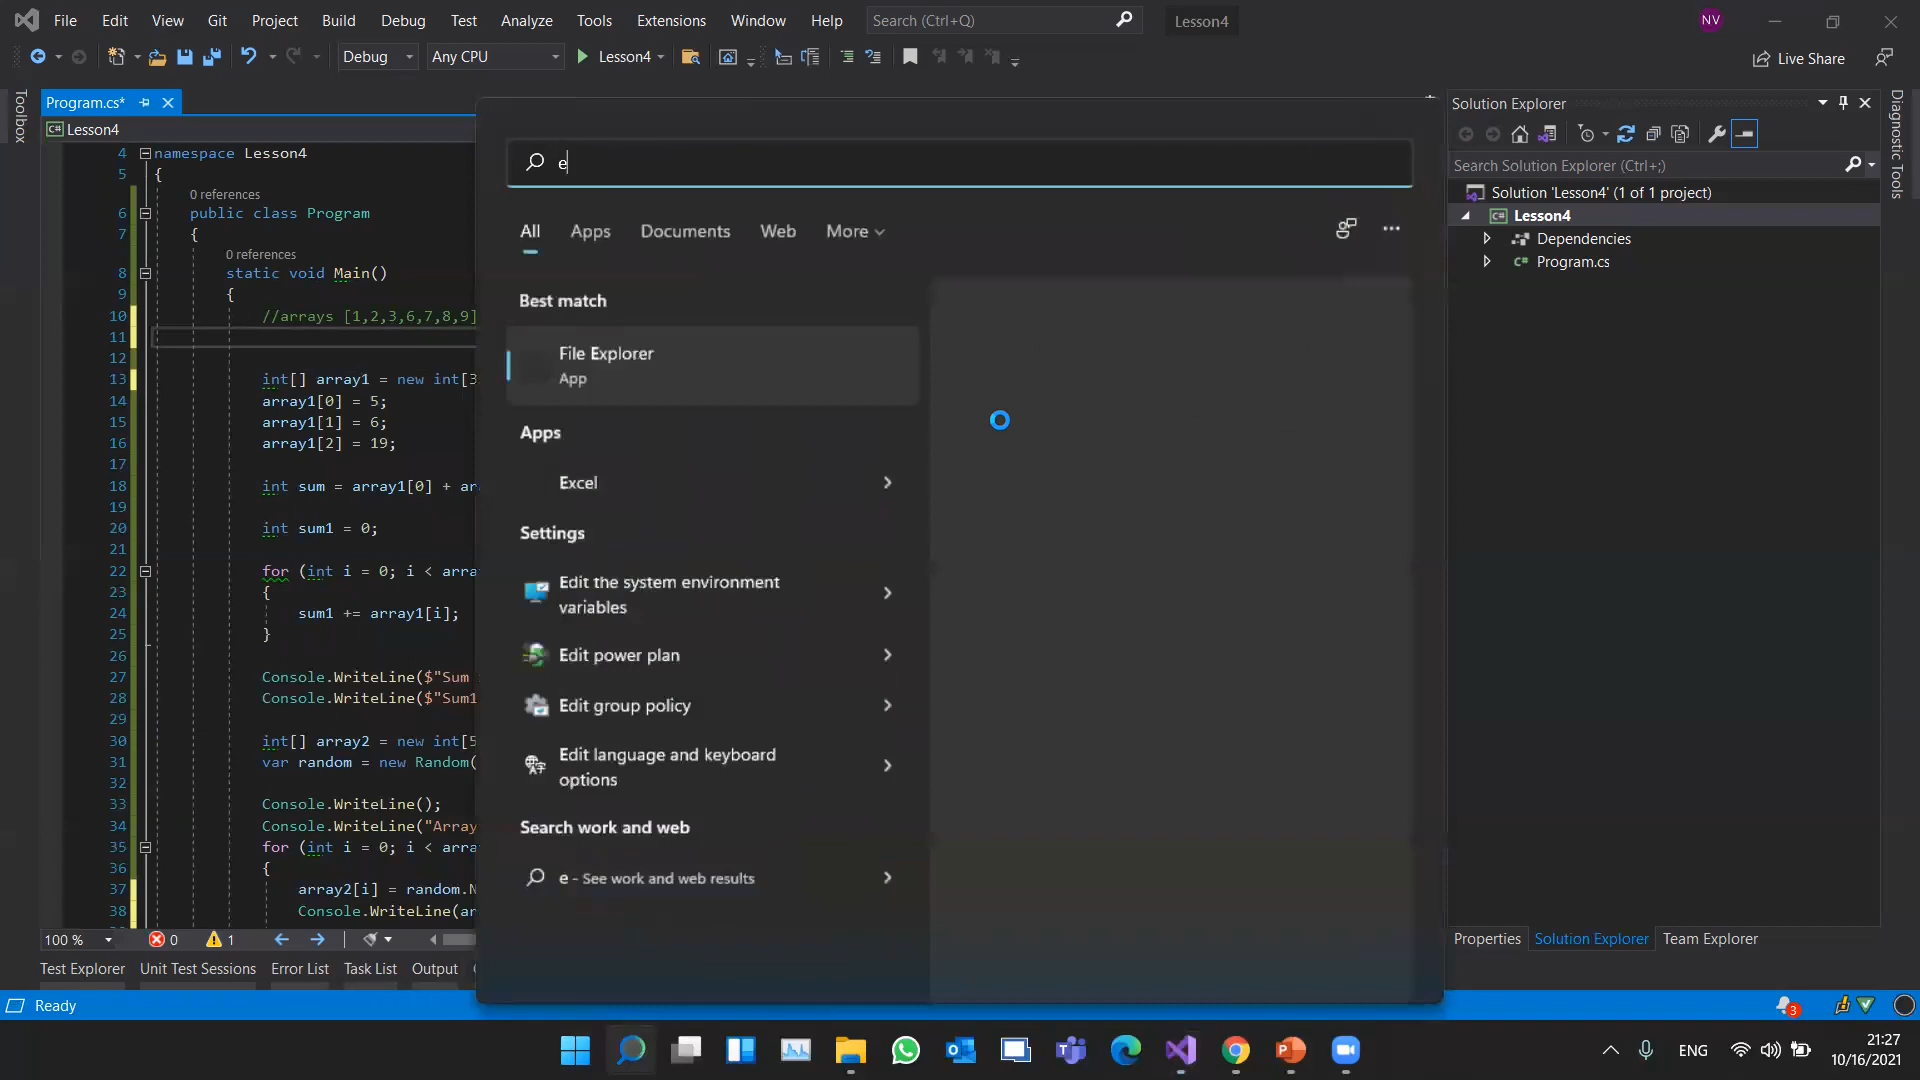 File Edit View Git Project Build Debug Test Analyze Tools Extensions Window Help Search (Ctrl+Q) Lesson4 NV
Debug Any CPU Lesson4 Live Share
Toolbox
Program.cs*
Lesson4
4 namespace Lesson4
5 {
0 references
6 public class Program
7 {
0 references
8 static void Main()
9 {
10 //arrays [1,2,3,6,7,8,9]
11
12
13 int[] array1 = new int[3
14 array1[0] = 5;
15 array1[1] = 6;
16 array1[2] = 19;
17
18 int sum = array1[0] + ar
19
20 int sum1 = 0;
21
22 for (int i = 0; i < arra
23 {
24 sum1 += array1[i];
25 }
26
27 Console.WriteLine($"Sum
28 Console.WriteLine($"Sum1
29
30 int[] array2 = new int[5
31 var random = new Random(
32
33 Console.WriteLine();
34 Console.WriteLine("Array
35 for (int i = 0; i < arra
36 {
37 array2[i] = random.N
38 Console.WriteLine(ar
100 % 0 1
Test Explorer Unit Test Sessions Error List Task List Output
Ready
e
All Apps Documents Web More
Best match
File Explorer
App
Apps
Excel
Settings
Edit the system environment
variables
Edit power plan
Edit group policy
Edit language and keyboard
options
Search work and web
e - See work and web results
Solution Explorer
Search Solution Explorer (Ctrl+;)
Solution 'Lesson4' (1 of 1 project)
Lesson4
Dependencies
C# Program.cs
Properties Solution Explorer Team Explorer
Diagnostic Tools
3
ENG
21:27
10/16/2021